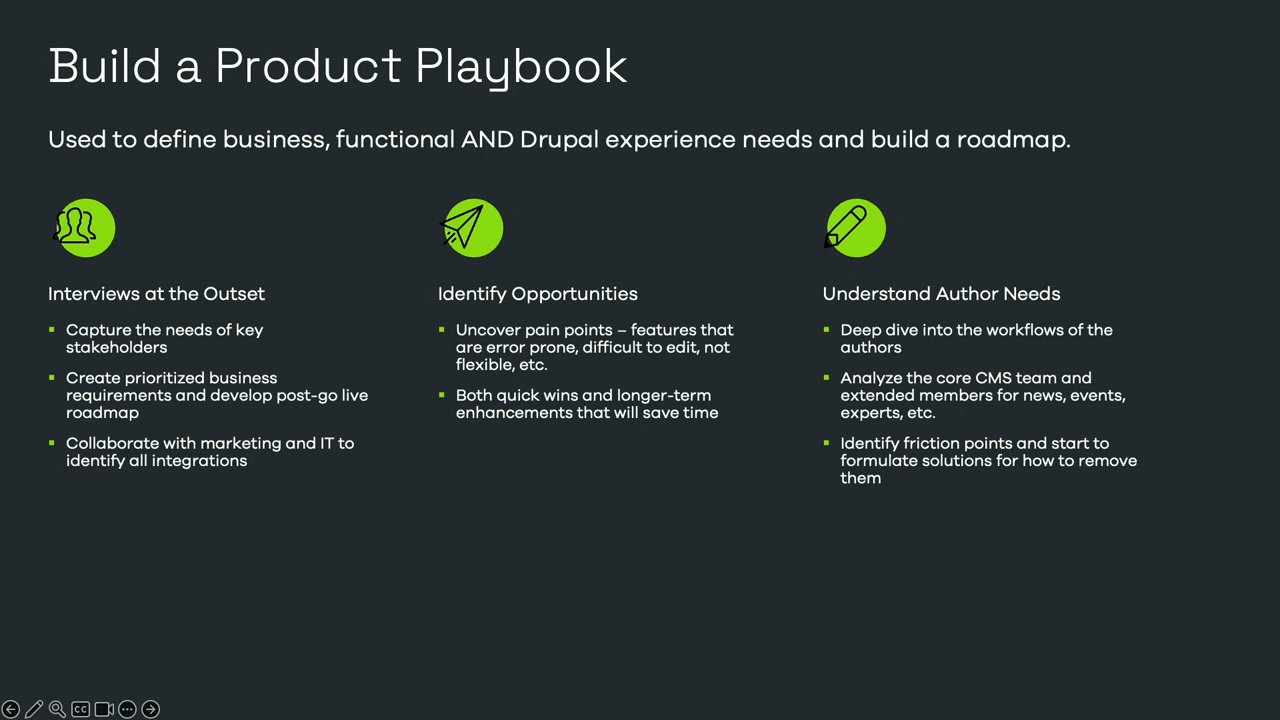 Build a Product Playbook
Used to define business, functional AND Drupal experience needs and build a roadmap.
Interviews at the Outset
Capture the needs of key
stakeholders
Create prioritized business
requirements and develop post-go live
roadmap
Collaborate with marketing and IT to
identify all integrations
Identify Opportunities
Uncover pain points – features that
are error prone, difficult to edit, not
flexible, etc.
Both quick wins and longer-term
enhancements that will save time
Understand Author Needs
Deep dive into the workflows of the
authors
Analyze the core CMS team and
extended members for news, events,
experts, etc.
Identify friction points and start to
formulate solutions for how to remove
them
CC